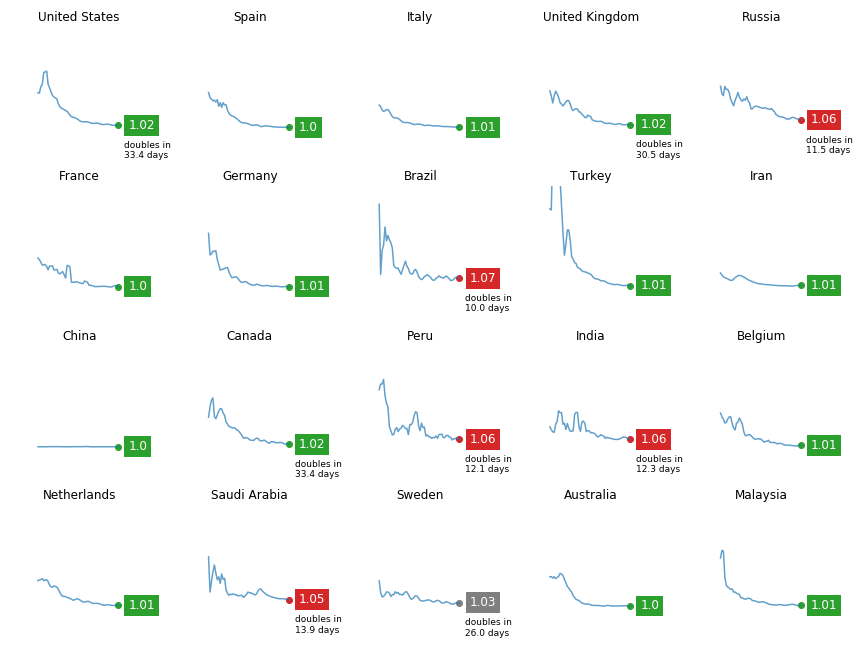 United States
Spain
Italy
United Kingdom
Russia
1.02
doubles in
33.4 days
1.0
1.01
1.02
doubles in
30.5 days
1.06
doubles in
11.5 days
France
Germany
Brazil
Turkey
Iran
1.0
1.01
1.07
doubles in
10.0 days
1.01
1.01
China
Canada
Peru
India
Belgium
1.0
1.02
doubles in
33.4 days
1.06
doubles in
12.1 days
1.06
doubles in
12.3 days
1.01
Netherlands
Saudi Arabia
Sweden
Australia
Malaysia
1.01
1.05
doubles in
13.9 days
1.03
doubles in
26.0 days
1.0
1.01